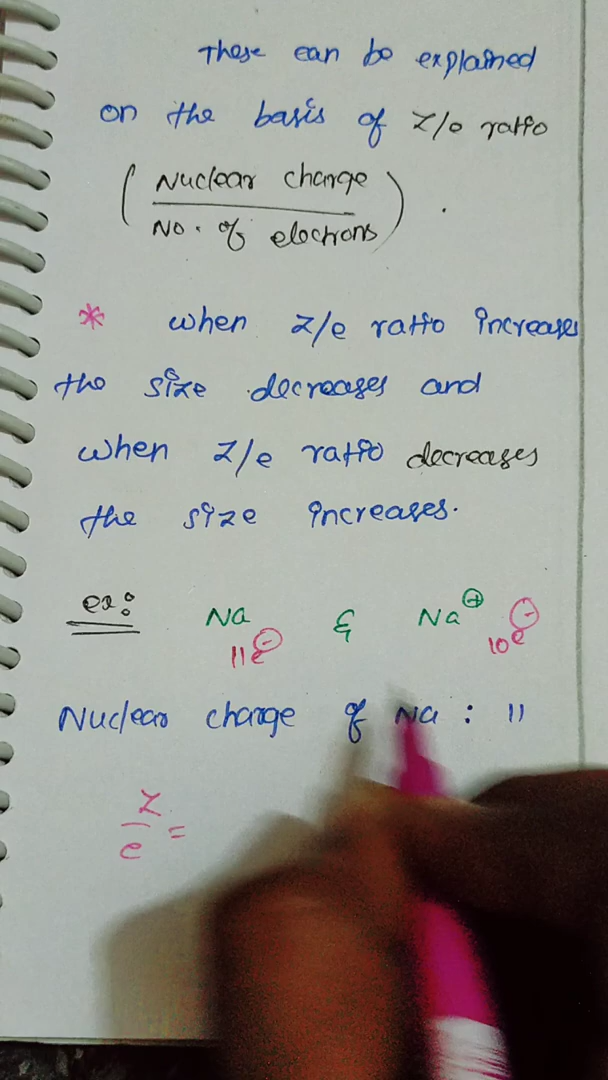 These can be explained
on the basis of Z/e ratio
( Nuclear charge / No. of electrons ) .
* when Z/e ratio increases
the size decreases and
when Z/e ratio decreases
the size increases.
ex: Na & Na⊕
11e⊖ 10e⊖
Nuclear charge of Na : 11
Z/e =